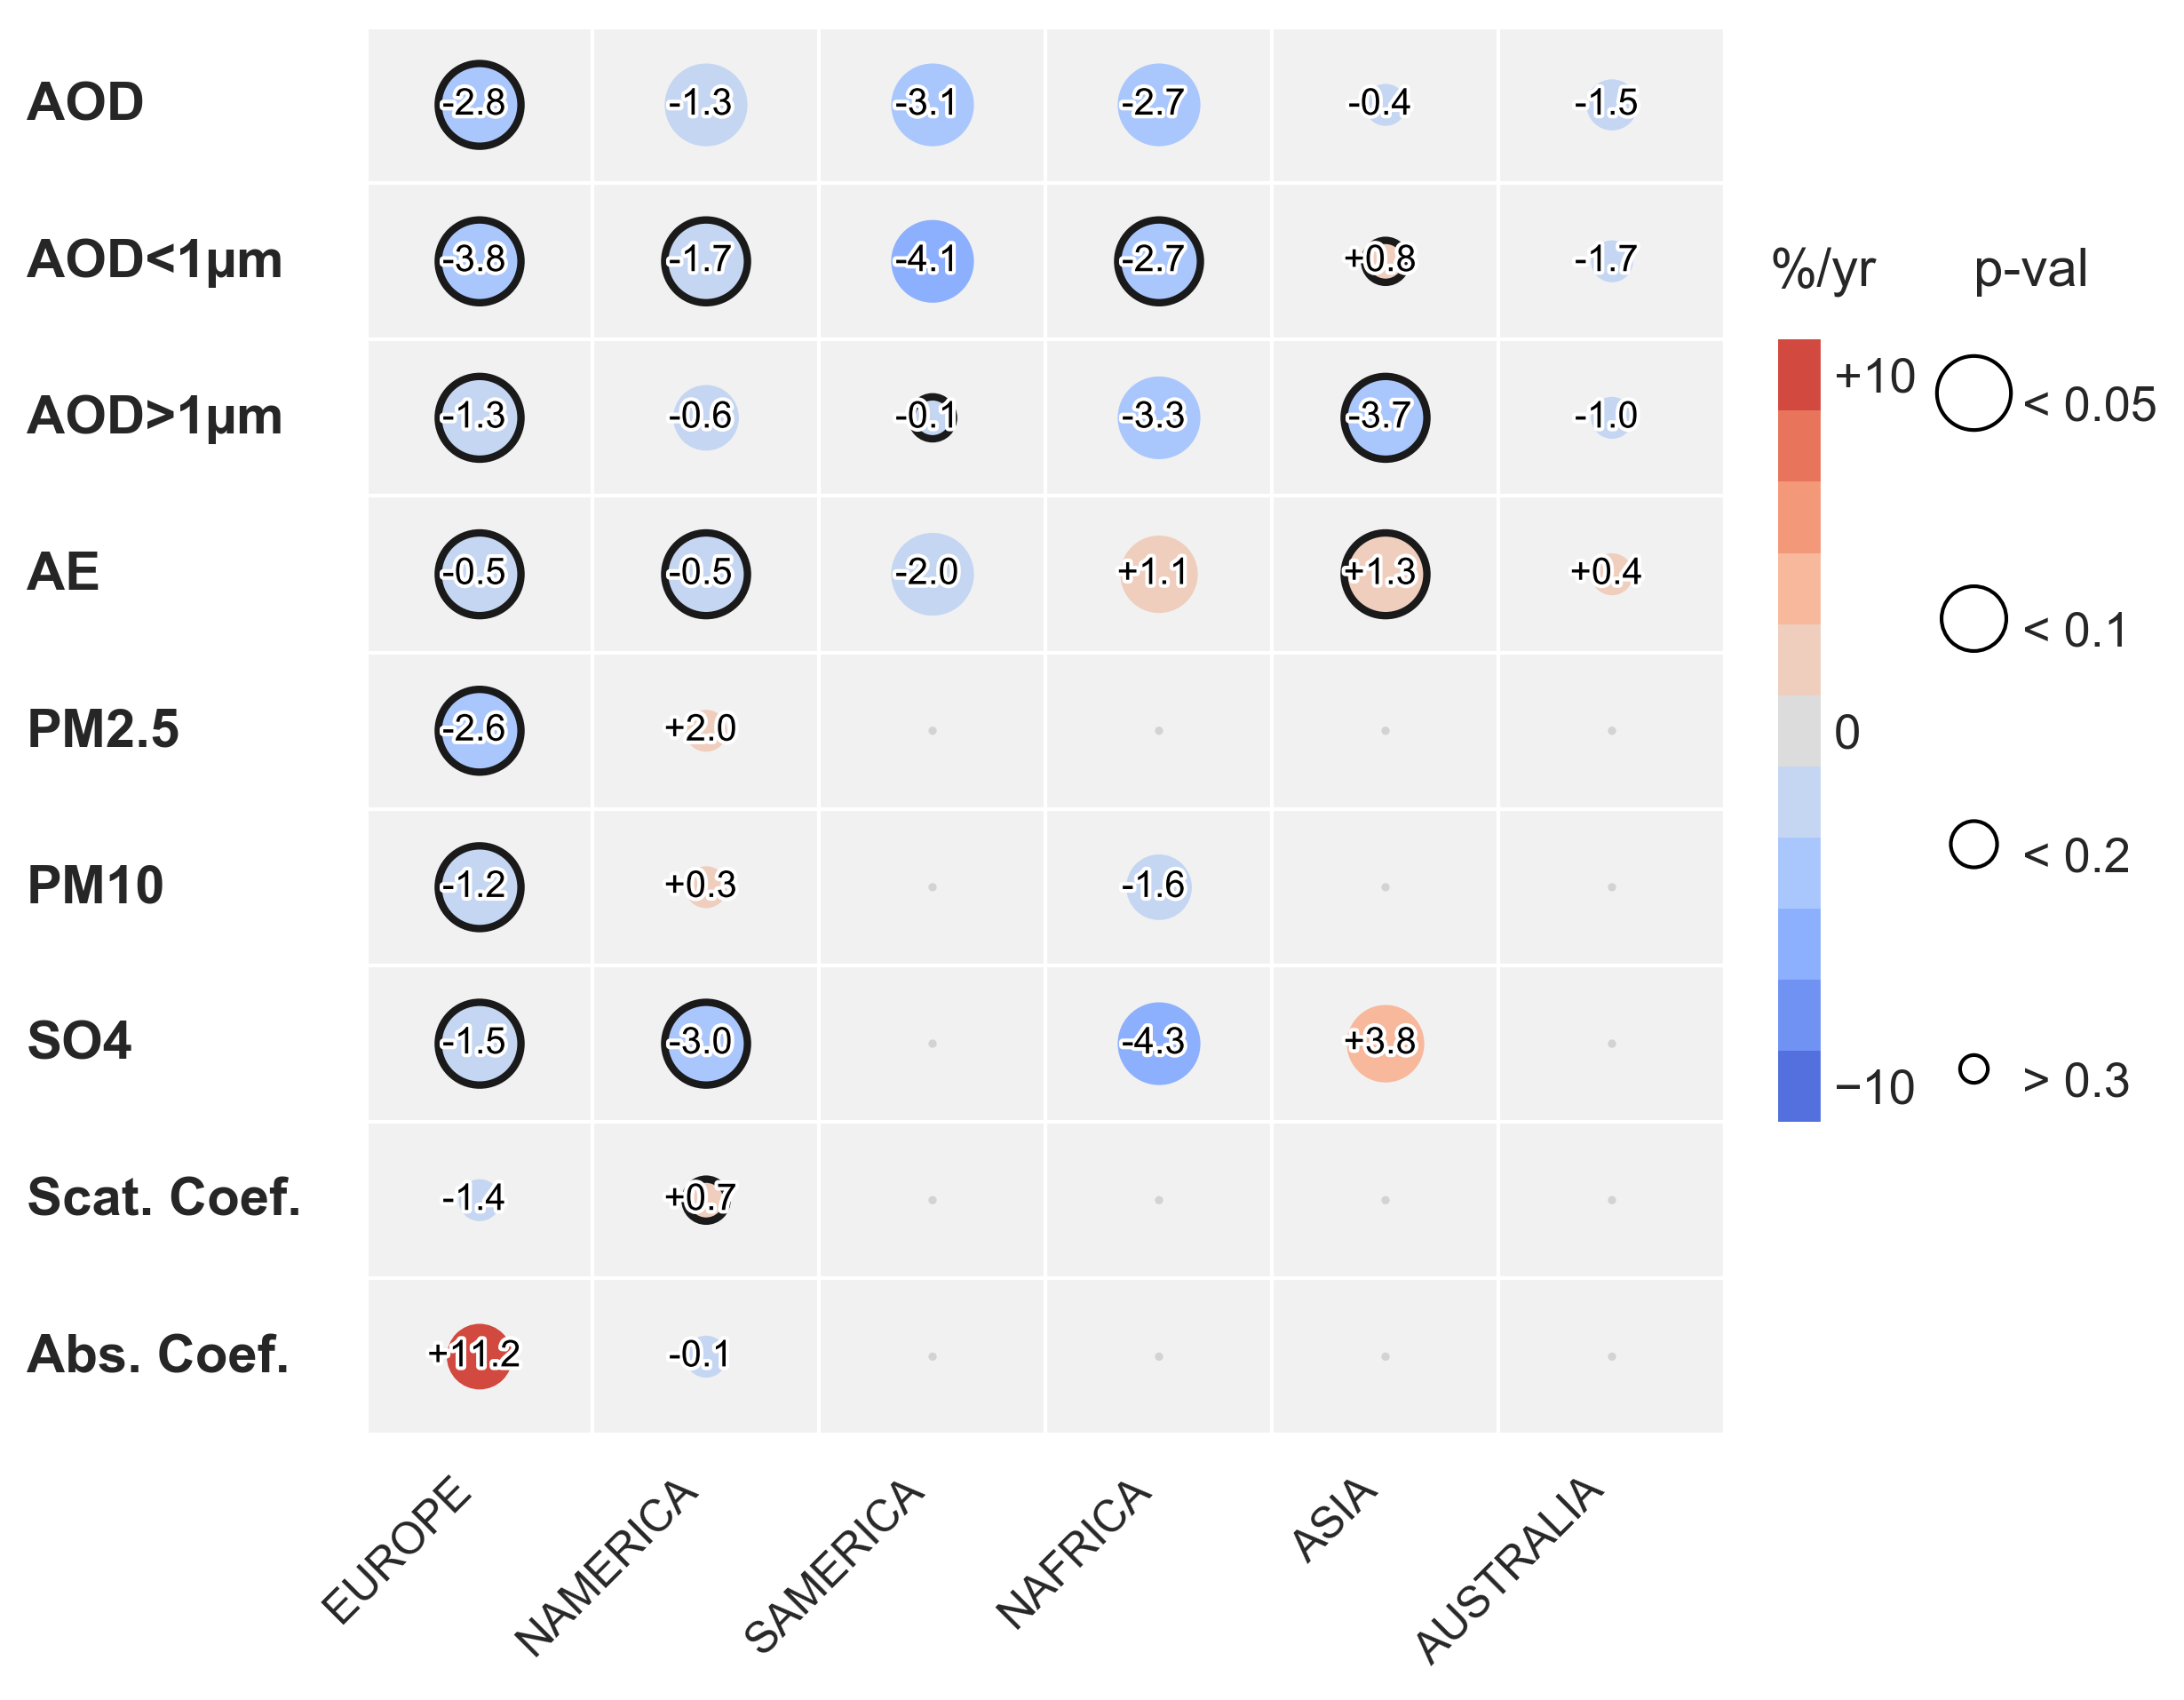 AOD -2.8 -1.3 -3.1 -2.7 -0.4 -1.5
AOD<1µm -3.8 -1.7 -4.1 -2.7 +0.8 -1.7
%/yr p-val
AOD>1µm -1.3 -0.6 -0.1 -3.3 -3.7 -1.0
+10 < 0.05
AE -0.5 -0.5 -2.0 +1.1 +1.3 +0.4
< 0.1
PM2.5 -2.6 +2.0
0
PM10 -1.2 +0.3 -1.6
< 0.2
SO4 -1.5 -3.0 -4.3 +3.8
−10 > 0.3
Scat. Coef. -1.4 +0.7
Abs. Coef. +11.2 -0.1
EUROPE NAMERICA SAMERICA NAFRICA ASIA AUSTRALIA